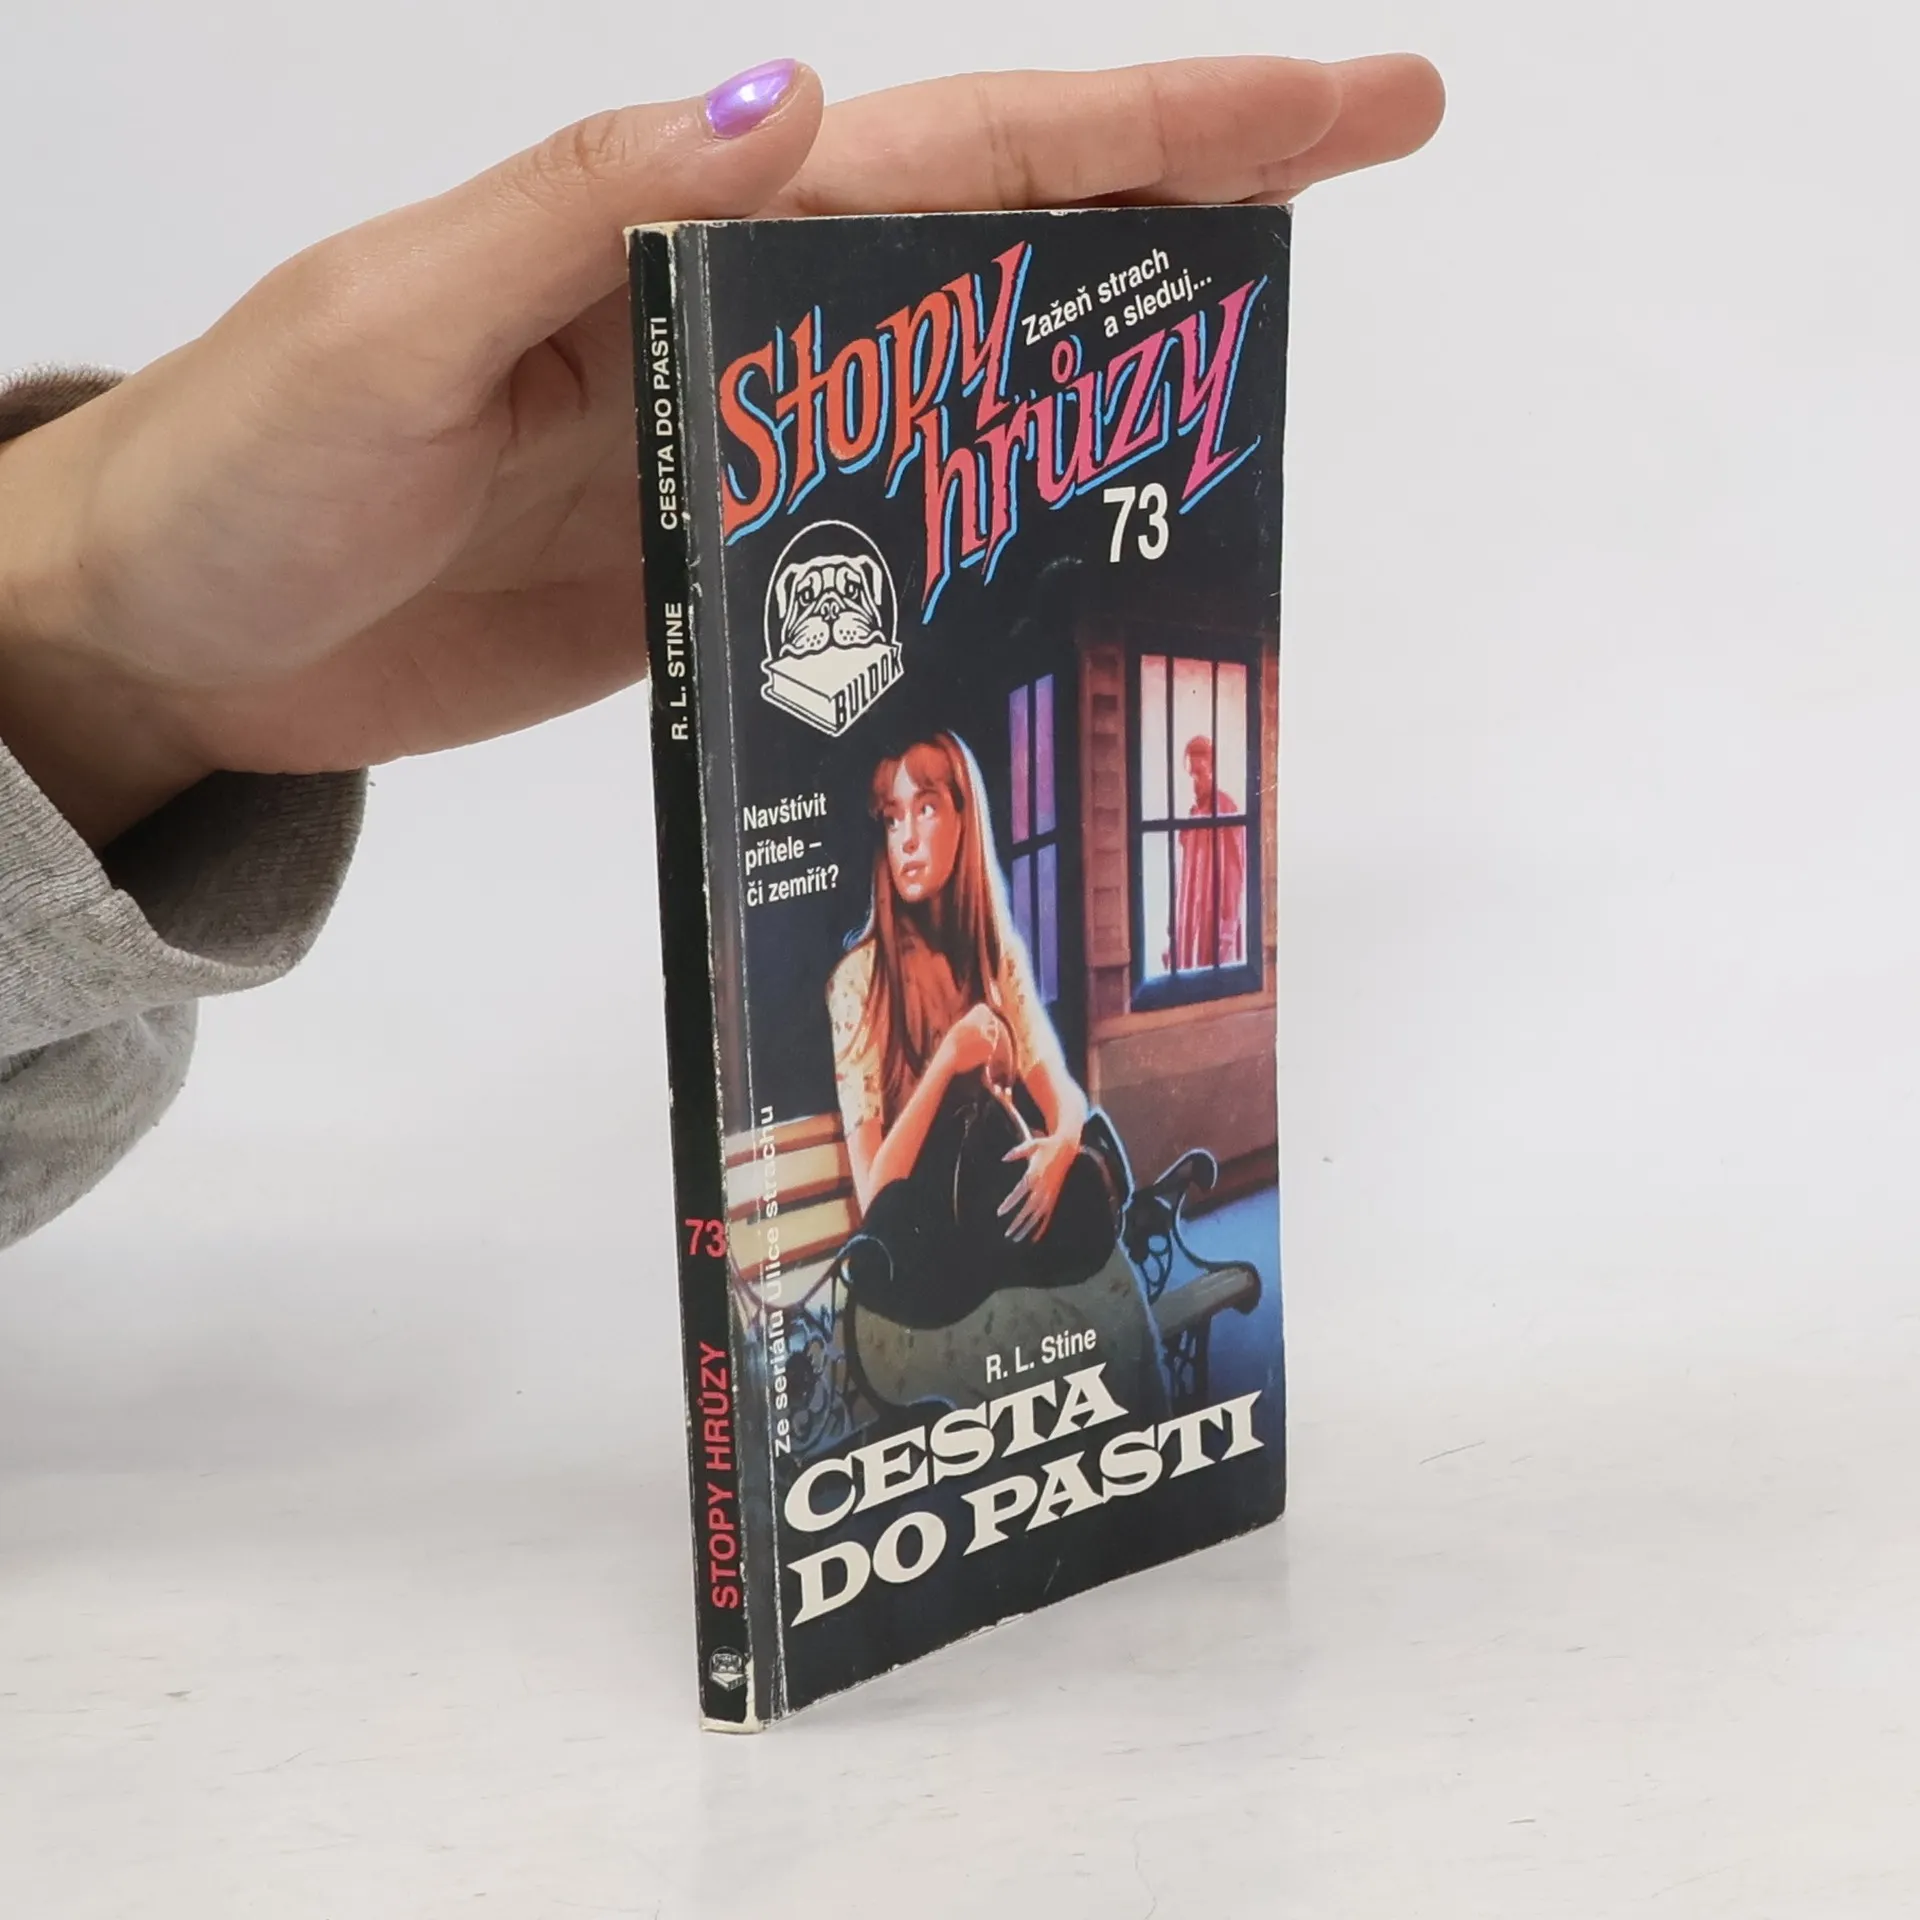 CESTA DO PASTI
R. L. STINE
73
STOPY HRŮZY
Stopy
hrůzy
Zažeň strach
a sleduj...
73
BULDOK
Navštívit
přítele –
či zemřít?
Ze seriálu Ulice strachu
R. L. Stine
CESTA
DO PASTI